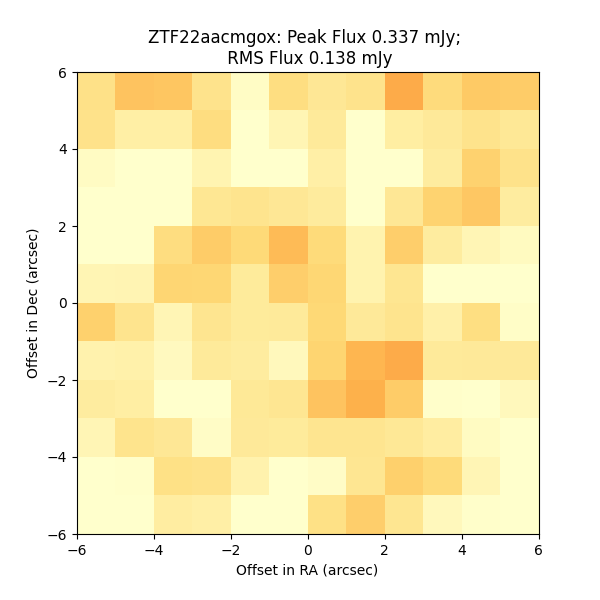 ZTF22aacmgox: Peak Flux 0.337 mJy;
RMS Flux 0.138 mJy
6
4
2
0
−2
−4
−6
Offset in Dec (arcsec)
−6 −4 −2 0 2 4 6
Offset in RA (arcsec)